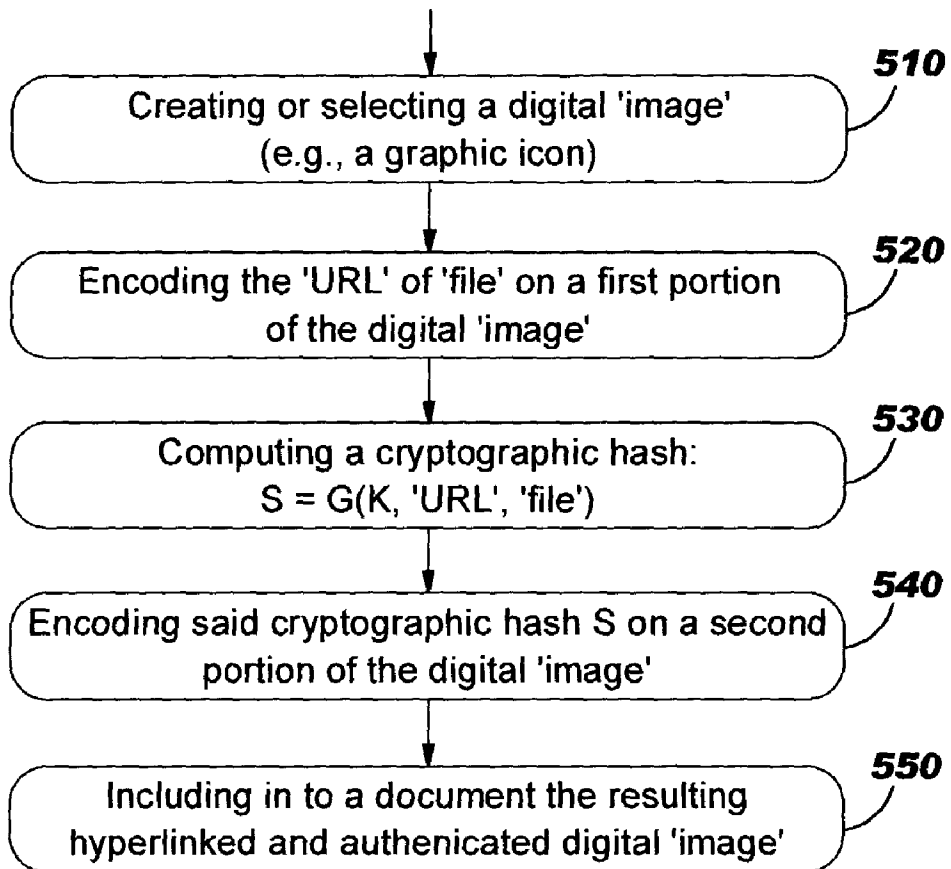 510
Creating or selecting a digital 'image'
(e.g., a graphic icon)
520
Encoding the 'URL' of 'file' on a first portion
of the digital 'image'
530
Computing a cryptographic hash:
S = G(K, 'URL', 'file')
540
Encoding said cryptographic hash S on a second
portion of the digital 'image'
550
Including in to a document the resulting
hyperlinked and authenicated digital 'image'